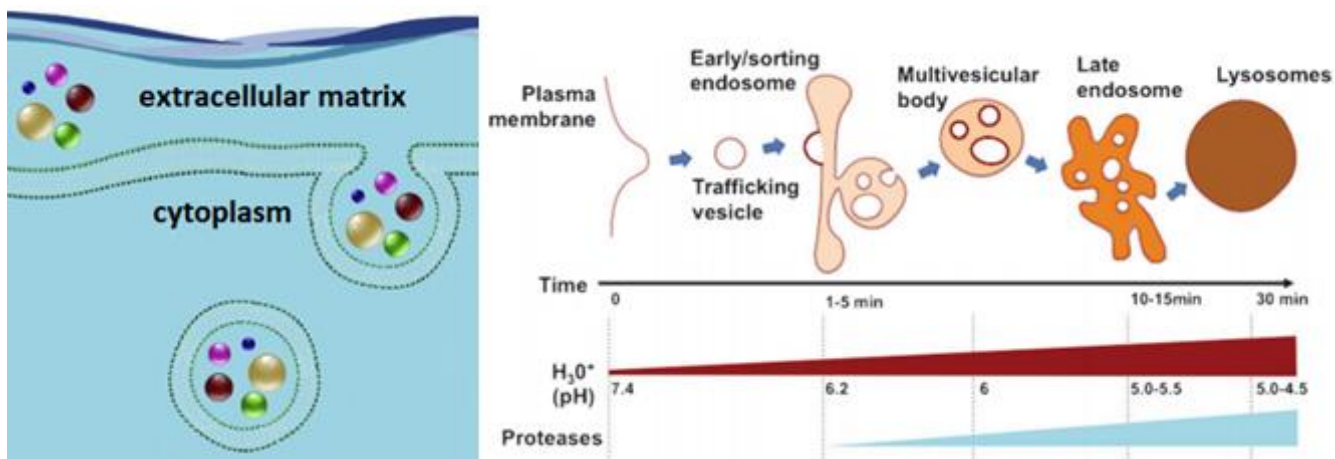 extracellular matrix
cytoplasm
Plasma
membrane
Trafficking
vesicle
Early/sorting
endosome
Multivesicular
body
Late
endosome
Lysosomes
Time
0
1-5 min
10-15min
30 min
H₃0⁺
(pH)
7.4
6.2
6
5.0-5.5
5.0-4.5
Proteases